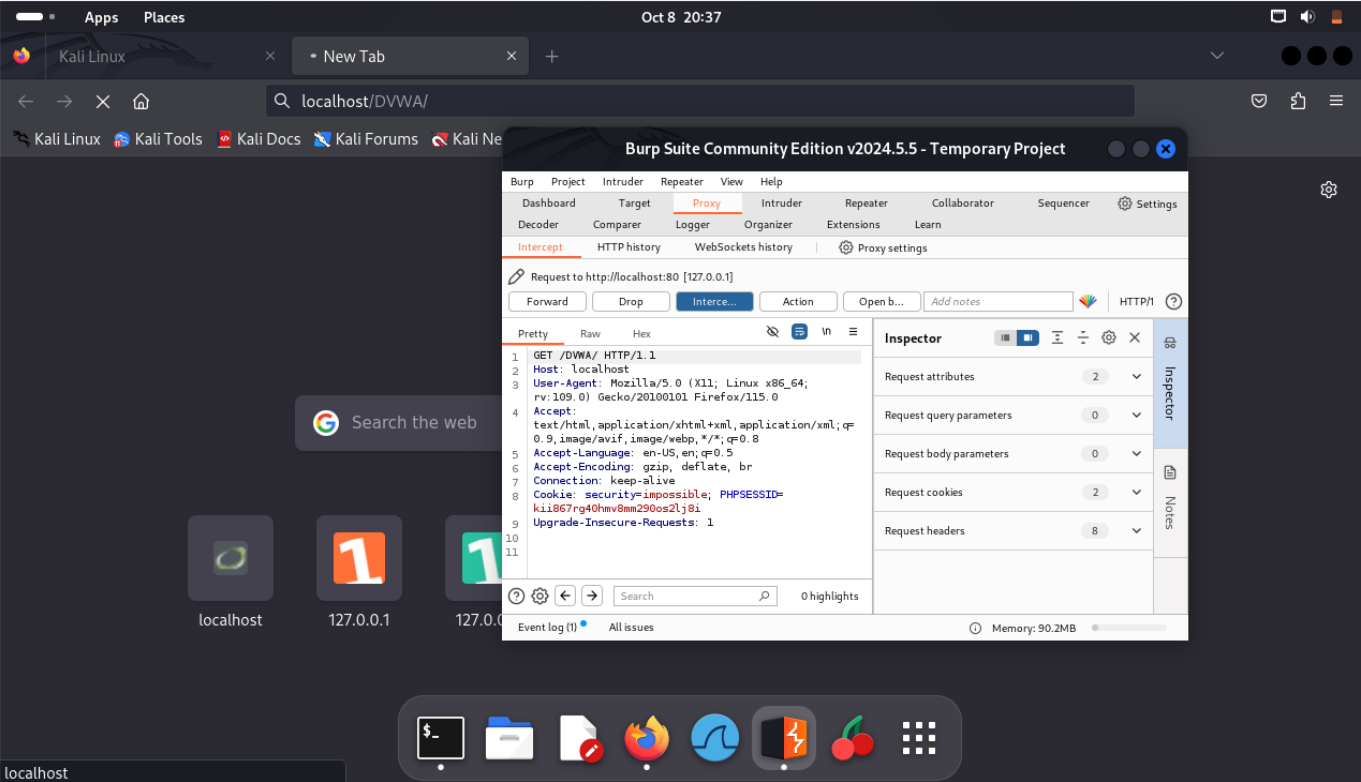 Apps Places Oct 8 20:37
Kali Linux New Tab
localhost/DVWA/
Kali Linux Kali Tools Kali Docs Kali Forums Kali Ne
Burp Suite Community Edition v2024.5.5 - Temporary Project
Burp Project Intruder Repeater View Help
Dashboard Target Proxy Intruder Repeater Collaborator Sequencer Settings
Decoder Comparer Logger Organizer Extensions Learn
Intercept HTTP history WebSockets history Proxy settings
Request to http://localhost:80 [127.0.0.1]
Forward Drop Interce... Action Open b... Add notes HTTP/1
Pretty Raw Hex \n
1 GET /DVWA/ HTTP/1.1
2 Host: localhost
3 User-Agent: Mozilla/5.0 (X11; Linux x86_64;
rv:109.0) Gecko/20100101 Firefox/115.0
4 Accept:
text/html,application/xhtml+xml,application/xml;q=
0.9,image/avif,image/webp,*/*;q=0.8
5 Accept-Language: en-US,en;q=0.5
6 Accept-Encoding: gzip, deflate, br
7 Connection: keep-alive
8 Cookie: security=impossible; PHPSESSID=
kii867rg40hmv8mm290os2lj8i
9 Upgrade-Insecure-Requests: 1
10
11
Inspector
Request attributes 2
Request query parameters 0
Request body parameters 0
Request cookies 2
Request headers 8
Inspector
Notes
Search 0 highlights
Event log (1) All issues Memory: 90.2MB
Search the web
localhost 127.0.0.1 127.0.0
$_
localhost